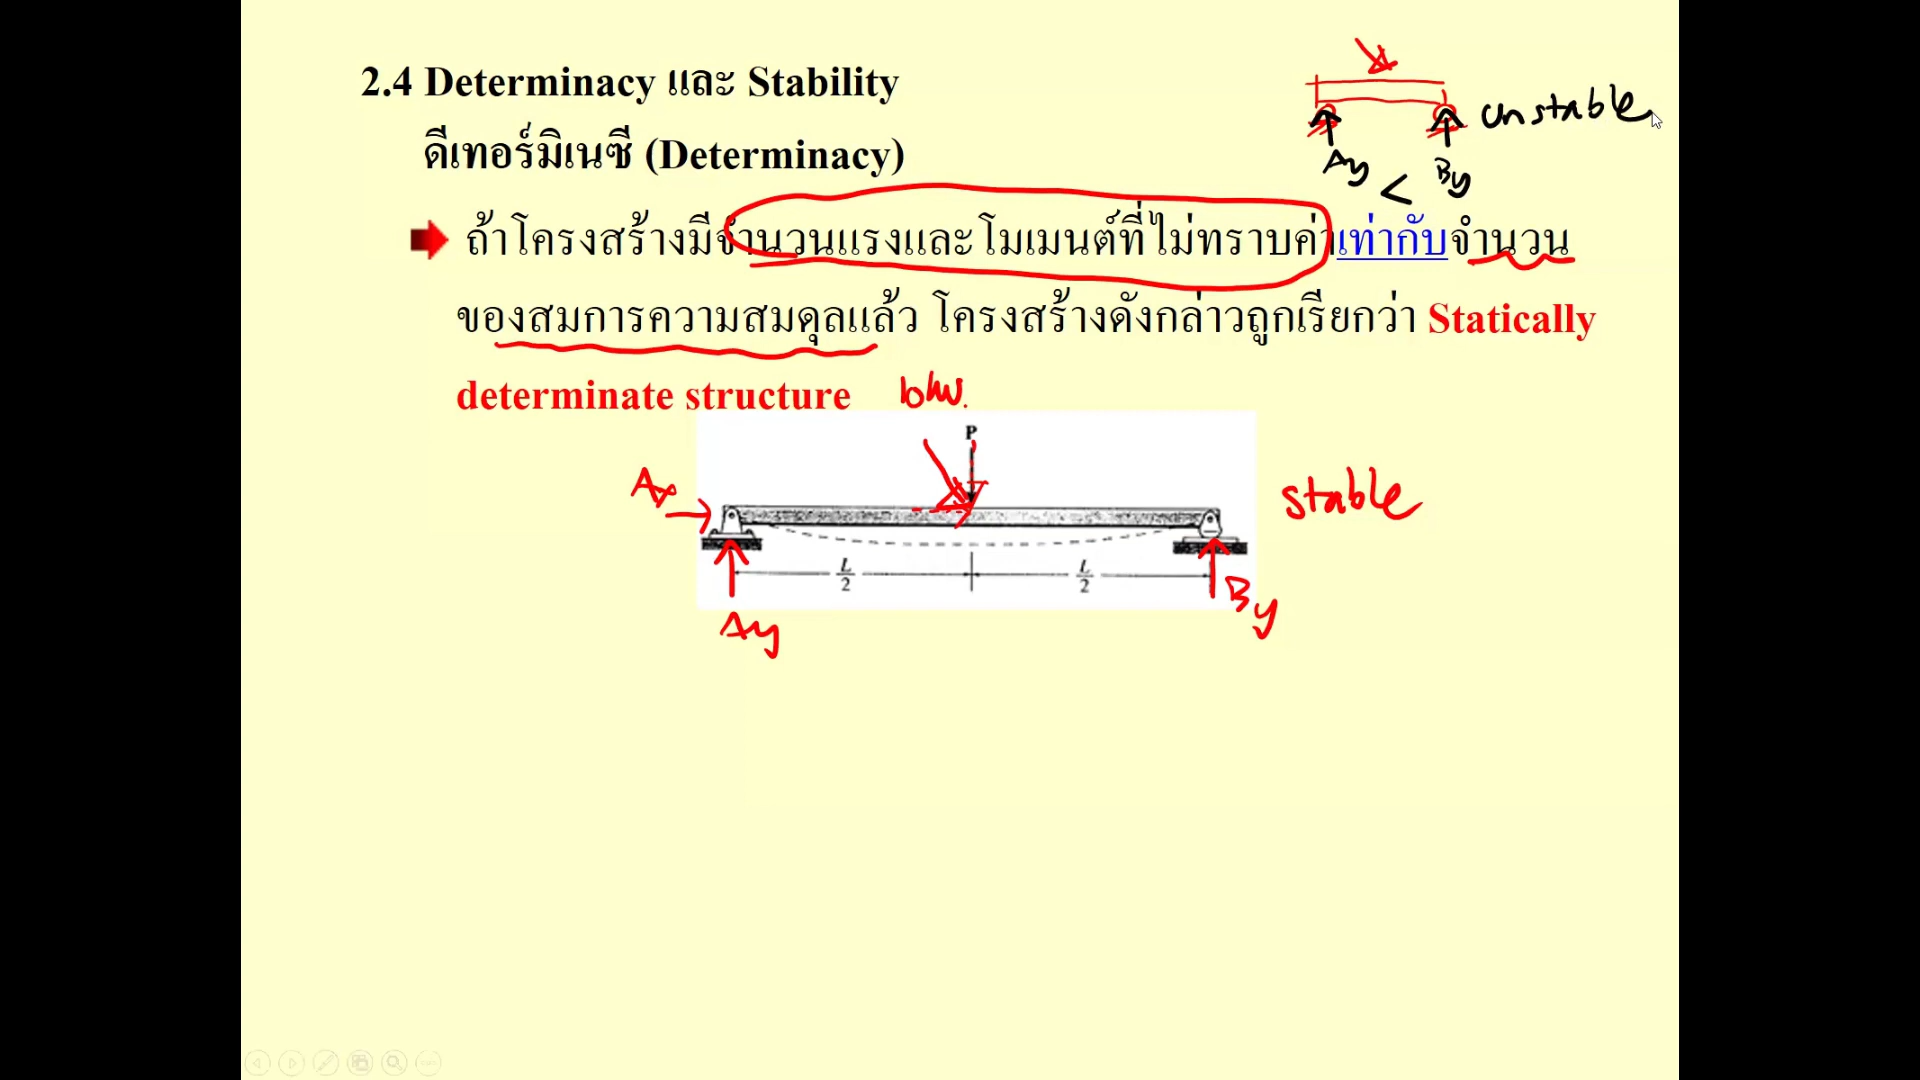 2.4 Determinacy และ Stability
unstable
Ay < By
ดีเทอร์มิเนซี (Determinacy)
ถ้าโครงสร้างมีจำนวนแรงและโมเมนต์ที่ไม่ทราบค่าเท่ากับจำนวน
ของสมการความสมดุลแล้ว โครงสร้างดังกล่าวถูกเรียกว่า Statically
determinate structure
P
Ax
stable
L/2 L/2
Ay By